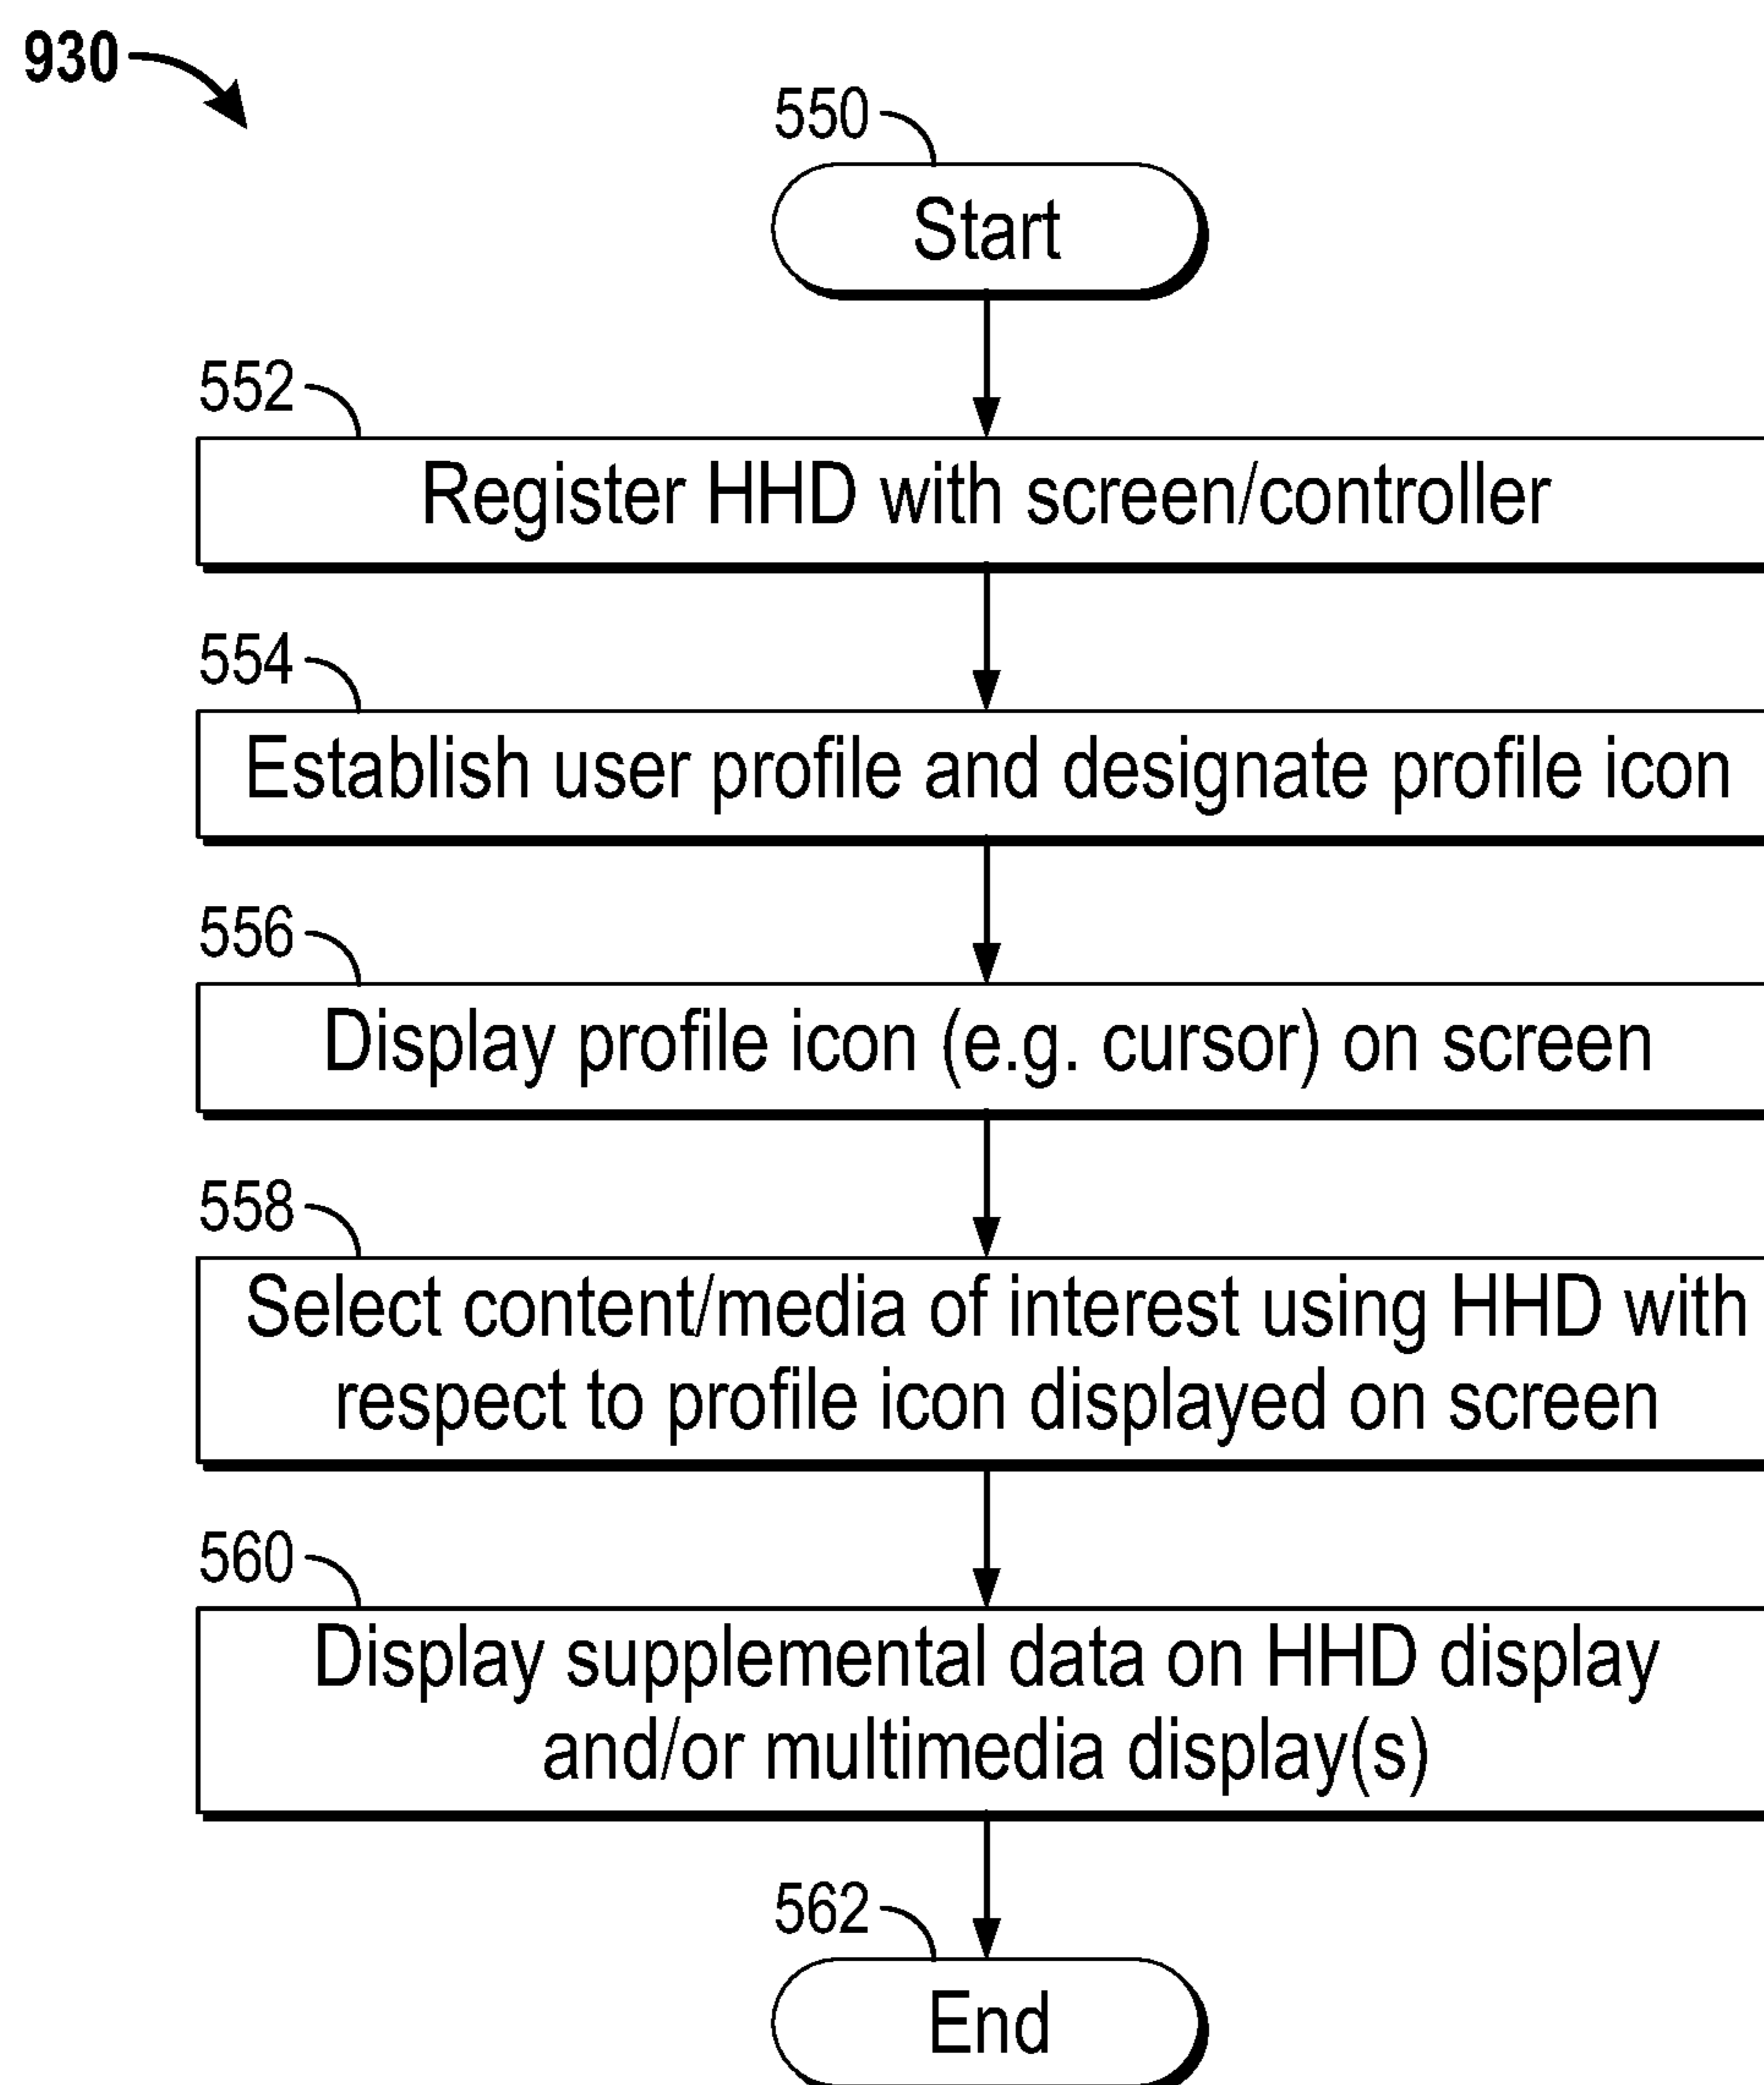 930
550
Start
552
Register HHD with screen/controller
554
Establish user profile and designate profile icon
556
Display profile icon (e.g. cursor) on screen
558
Select content/media of interest using HHD with
respect to profile icon displayed on screen
560
Display supplemental data on HHD display
and/or multimedia display(s)
562
End